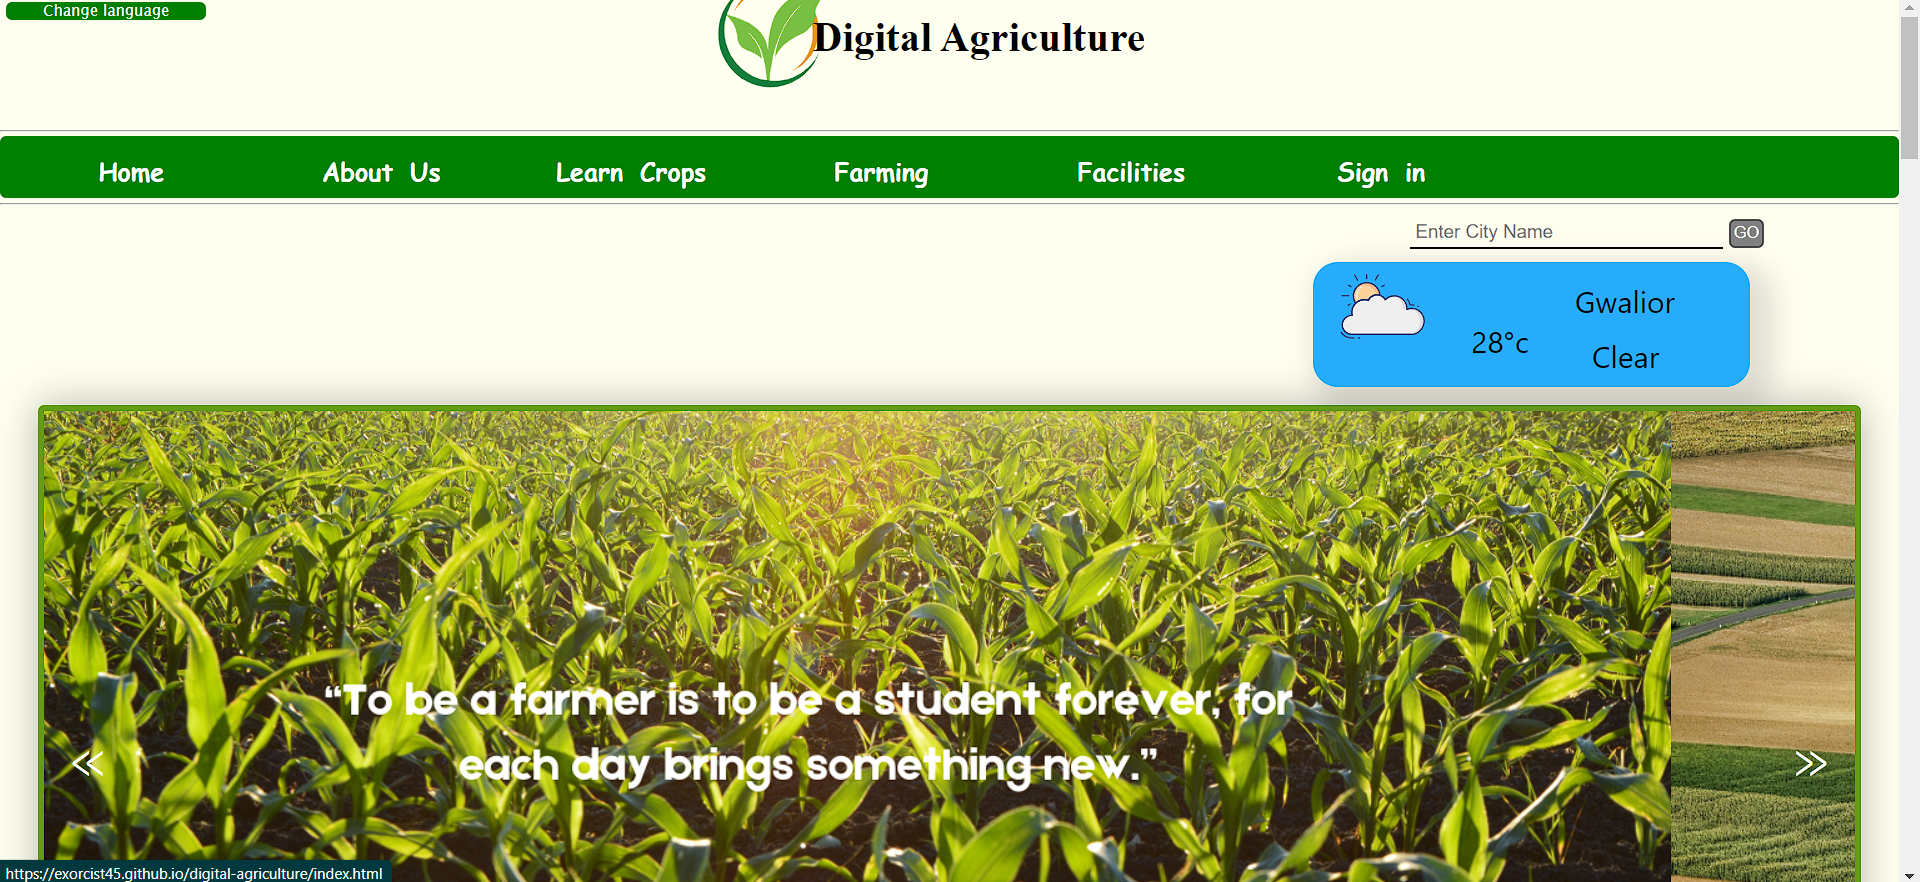 Change language
Digital Agriculture
Home About Us Learn Crops Farming Facilities Sign in
Enter City Name GO
Gwalior
28°c
Clear
“To be a farmer is to be a student forever, for
each day brings something new.”
https://exorcist45.github.io/digital-agriculture/index.html